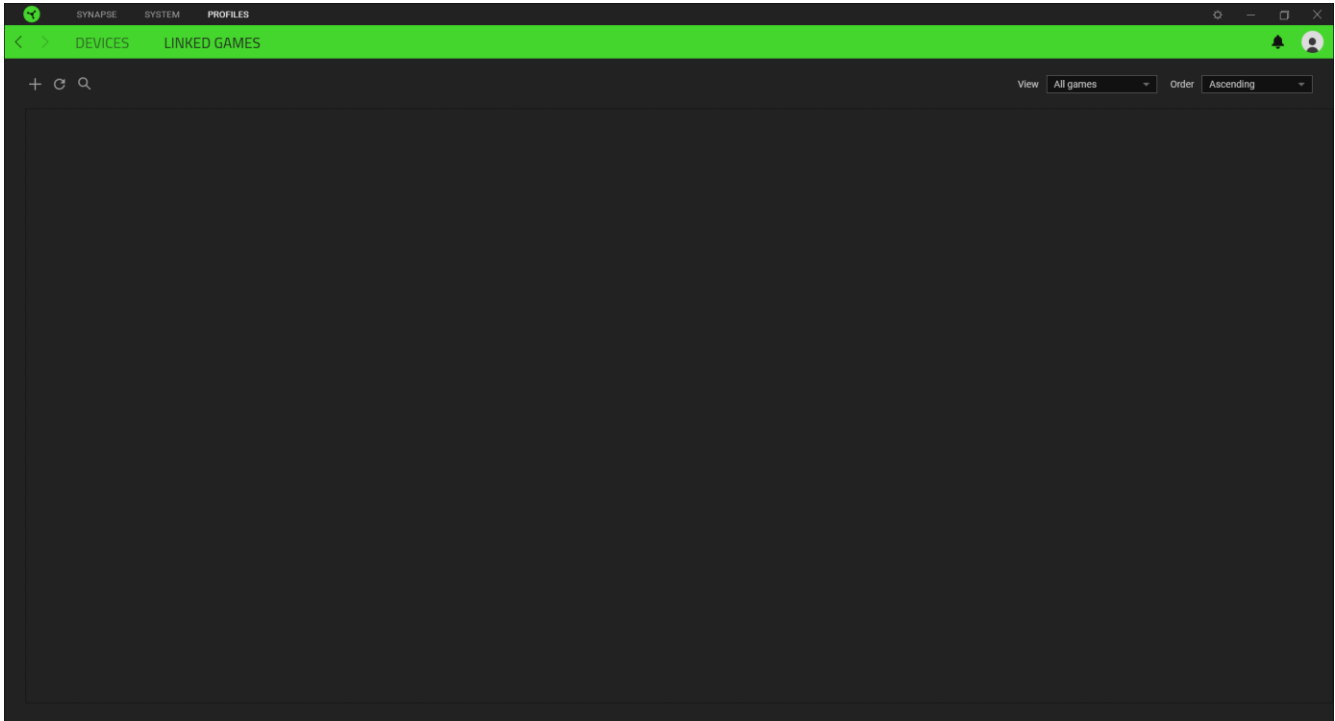 SYNAPSE SYSTEM PROFILES
DEVICES LINKED GAMES
View All games Order Ascending